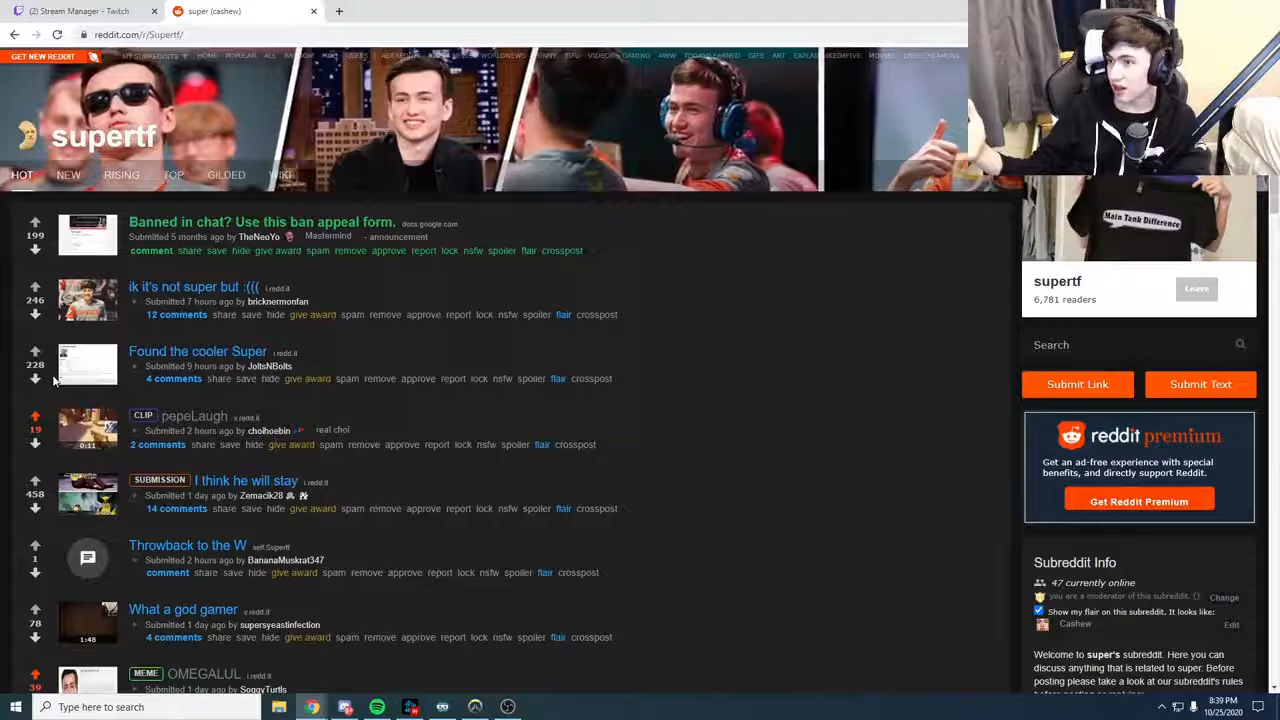 (2) Stream Manager - Twitch
super (cashew)
reddit.com/r/Supertf/
GET NEW REDDIT
MY SUBREDDITS HOME POPULAR ALL
supertf
HOT NEW RISING TOP GILDED WIKI
199
Banned in chat? Use this ban appeal form. docs.google.com
Submitted 5 months ago by TheNeoYo Mastermind - announcement
comment share save hide give award spam remove approve report lock nsfw spoiler flair crosspost
246
ik it's not super but :((( i.redd.it
Submitted 7 hours ago by bricknermonfan
12 comments share save hide give award spam remove approve report lock nsfw spoiler flair crosspost
228
Found the cooler Super i.redd.it
Submitted 9 hours ago by JoltsNBolts
4 comments share save hide give award spam remove approve report lock nsfw spoiler flair crosspost
19
0:11
CLIP pepeLaugh v.redd.it
Submitted 2 hours ago by choihoebin real choi
2 comments share save hide give award spam remove approve report lock nsfw spoiler flair crosspost
458
SUBMISSION I think he will stay i.redd.it
Submitted 1 day ago by Zemacik28
14 comments share save hide give award spam remove approve report lock nsfw spoiler flair crosspost
1
Throwback to the W self.Supertf
Submitted 2 hours ago by BananaMuskrat347
comment share save hide give award spam remove approve report lock nsfw spoiler flair crosspost
78
1:48
What a god gamer v.redd.it
Submitted 1 day ago by supersyeastinfection
4 comments share save hide give award spam remove approve report lock nsfw spoiler flair crosspost
39
MEME OMEGALUL i.redd.it
Submitted 1 day ago by SoggyTurtls
Main Tank Difference
supertf
6,781 readers
Leave
Search
Submit Link
Submit Text
reddit premium
Get an ad-free experience with special
benefits, and directly support Reddit.
Get Reddit Premium
Subreddit Info
47 currently online
you are a moderator of this subreddit. () Change
Show my flair on this subreddit. It looks like:
Cashew Edit
Welcome to super's subreddit. Here you can
discuss anything that is related to super. Before
posting please take a look at our subreddit's rules
Type here to search
8:39 PM
10/25/2020